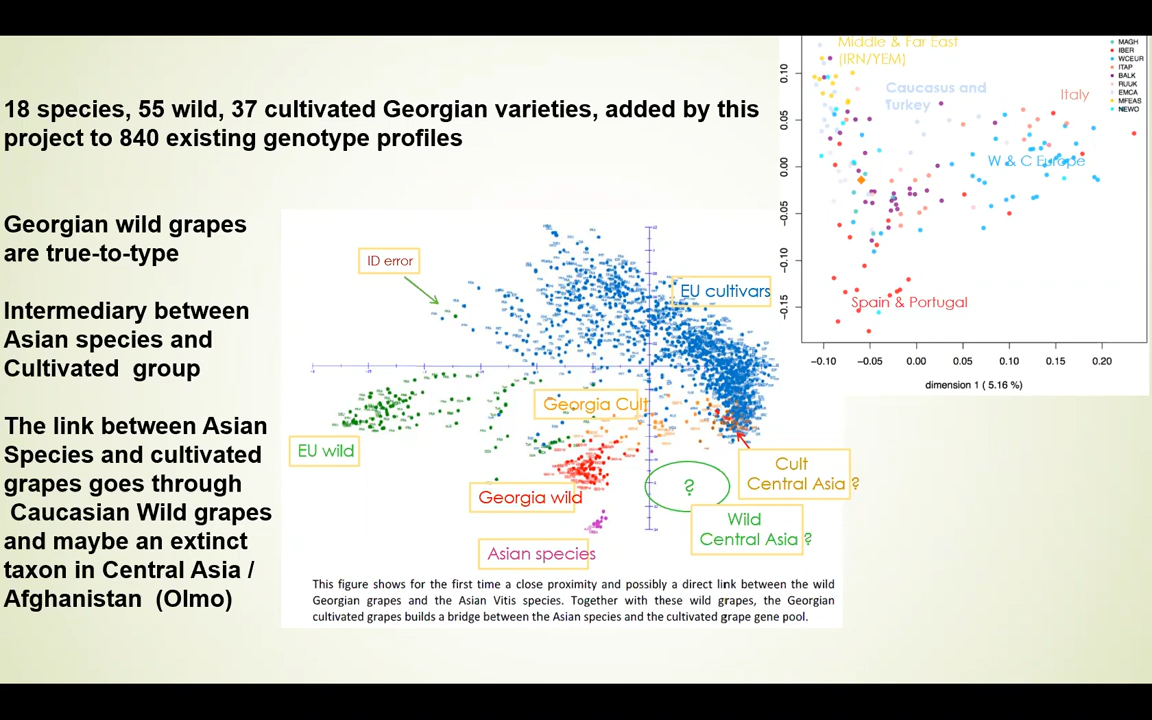 18 species, 55 wild, 37 cultivated Georgian varieties, added by this
project to 840 existing genotype profiles
Georgian wild grapes
are true-to-type
Intermediary between
Asian species and
Cultivated group
The link between Asian
Species and cultivated
grapes goes through
Caucasian Wild grapes
and maybe an extinct
taxon in Central Asia /
Afghanistan (Olmo)
ID error
EU cultivars
Georgia Cult
EU wild
Georgia wild
Asian species
?
Cult
Central Asia ?
Wild
Central Asia ?
This figure shows for the first time a close proximity and possibly a direct link between the wild
Georgian grapes and the Asian Vitis species. Together with these wild grapes, the Georgian
cultivated grapes builds a bridge between the Asian species and the cultivated grape gene pool.
Middle & Far East
(IRN/YEM)
Caucasus and
Turkey
Italy
W & C Europe
Spain & Portugal
MAGH
IBER
WCEUR
ITAP
BALK
RUUK
EMCA
MFEAS
NEWO
0.10
0.05
0.00
-0.05
-0.10
-0.15
-0.10
-0.05
0.00
0.05
0.10
0.15
0.20
dimension 1 ( 5.16 %)